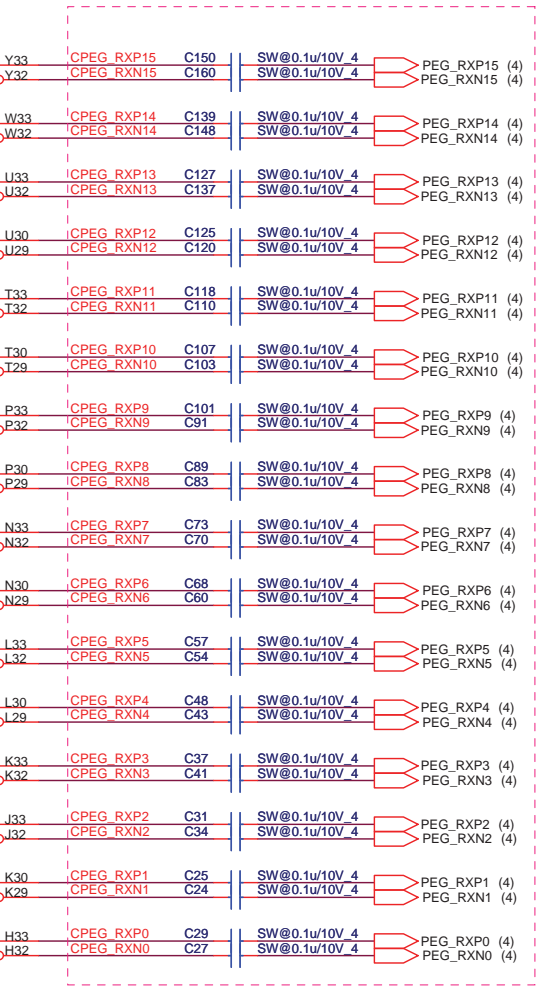 Y33 CPEG_RXP15 C150 SW@0.1u/10V_4 PEG_RXP15 (4)
Y32 CPEG_RXN15 C160 SW@0.1u/10V_4 PEG_RXN15 (4)
W33 CPEG_RXP14 C139 SW@0.1u/10V_4 PEG_RXP14 (4)
W32 CPEG_RXN14 C148 SW@0.1u/10V_4 PEG_RXN14 (4)
U33 CPEG_RXP13 C127 SW@0.1u/10V_4 PEG_RXP13 (4)
U32 CPEG_RXN13 C137 SW@0.1u/10V_4 PEG_RXN13 (4)
U30 CPEG_RXP12 C125 SW@0.1u/10V_4 PEG_RXP12 (4)
U29 CPEG_RXN12 C120 SW@0.1u/10V_4 PEG_RXN12 (4)
T33 CPEG_RXP11 C118 SW@0.1u/10V_4 PEG_RXP11 (4)
T32 CPEG_RXN11 C110 SW@0.1u/10V_4 PEG_RXN11 (4)
T30 CPEG_RXP10 C107 SW@0.1u/10V_4 PEG_RXP10 (4)
T29 CPEG_RXN10 C103 SW@0.1u/10V_4 PEG_RXN10 (4)
P33 CPEG_RXP9 C101 SW@0.1u/10V_4 PEG_RXP9 (4)
P32 CPEG_RXN9 C91 SW@0.1u/10V_4 PEG_RXN9 (4)
P30 CPEG_RXP8 C89 SW@0.1u/10V_4 PEG_RXP8 (4)
P29 CPEG_RXN8 C83 SW@0.1u/10V_4 PEG_RXN8 (4)
N33 CPEG_RXP7 C73 SW@0.1u/10V_4 PEG_RXP7 (4)
N32 CPEG_RXN7 C70 SW@0.1u/10V_4 PEG_RXN7 (4)
N30 CPEG_RXP6 C68 SW@0.1u/10V_4 PEG_RXP6 (4)
N29 CPEG_RXN6 C60 SW@0.1u/10V_4 PEG_RXN6 (4)
L33 CPEG_RXP5 C57 SW@0.1u/10V_4 PEG_RXP5 (4)
L32 CPEG_RXN5 C54 SW@0.1u/10V_4 PEG_RXN5 (4)
L30 CPEG_RXP4 C48 SW@0.1u/10V_4 PEG_RXP4 (4)
L29 CPEG_RXN4 C43 SW@0.1u/10V_4 PEG_RXN4 (4)
K33 CPEG_RXP3 C37 SW@0.1u/10V_4 PEG_RXP3 (4)
K32 CPEG_RXN3 C41 SW@0.1u/10V_4 PEG_RXN3 (4)
J33 CPEG_RXP2 C31 SW@0.1u/10V_4 PEG_RXP2 (4)
J32 CPEG_RXN2 C34 SW@0.1u/10V_4 PEG_RXN2 (4)
K30 CPEG_RXP1 C25 SW@0.1u/10V_4 PEG_RXP1 (4)
K29 CPEG_RXN1 C24 SW@0.1u/10V_4 PEG_RXN1 (4)
H33 CPEG_RXP0 C29 SW@0.1u/10V_4 PEG_RXP0 (4)
H32 CPEG_RXN0 C27 SW@0.1u/10V_4 PEG_RXN0 (4)